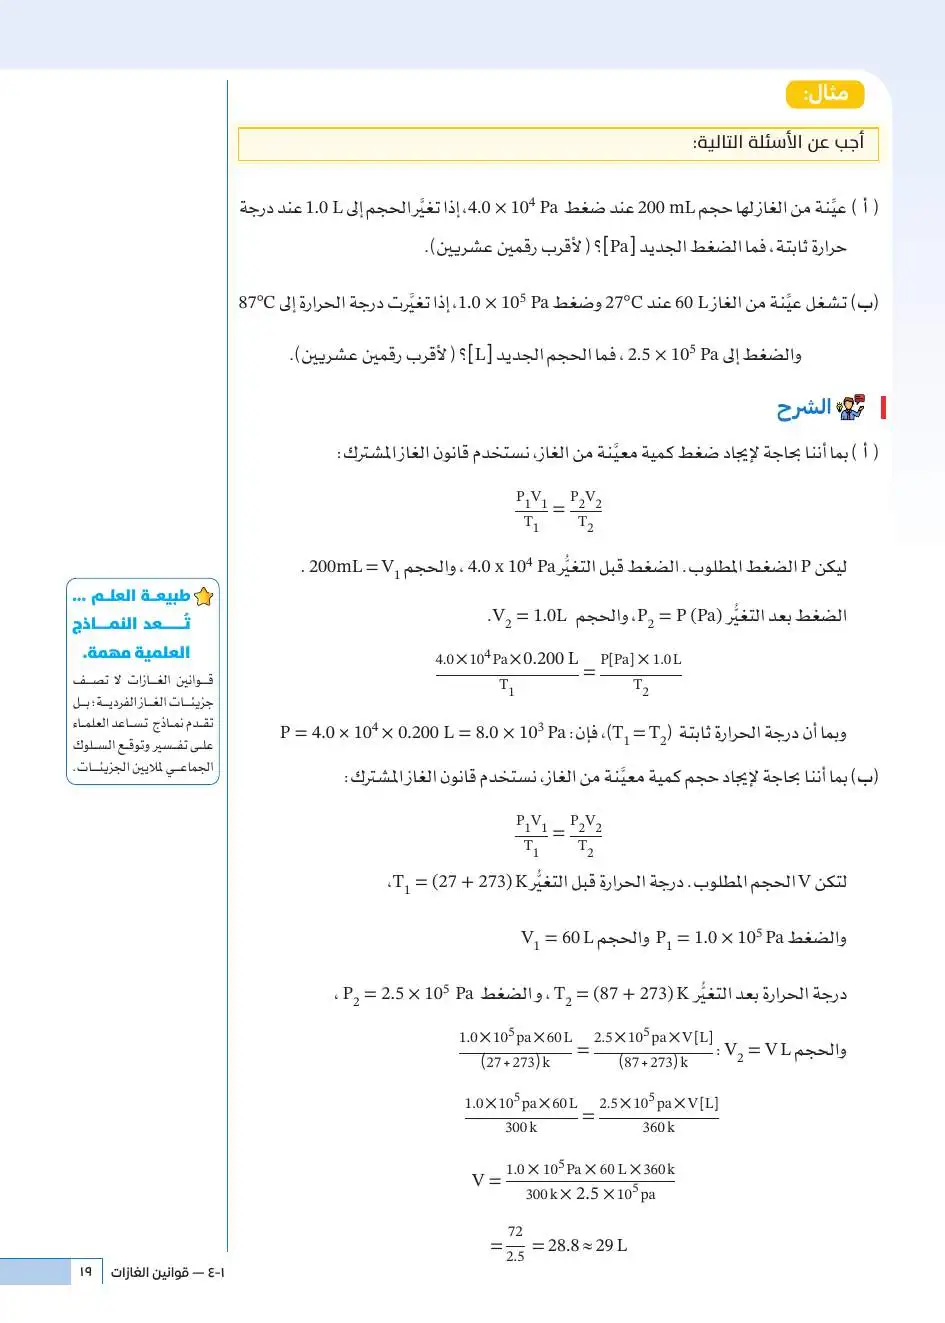 مثال:
أجب عن الأسئلة التالية:
( أ ) عيِّنة من الغاز لها حجم 200 mL عند ضغط 4.0 × 10⁴ Pa، إذا تغيَّر الحجم إلى 1.0 L عند درجة
حرارة ثابتة، فما الضغط الجديد [Pa]؟ ( لأقرب رقمين عشريين).
(ب) تشغل عيِّنة من الغاز 60 L عند 27°C وضغط 1.0 × 10⁵ Pa، إذا تغيَّرت درجة الحرارة إلى 87°C
والضغط إلى 2.5 × 10⁵ Pa ، فما الحجم الجديد [L]؟ ( لأقرب رقمين عشريين).
الشرح
( أ ) بما أننا بحاجة لإيجاد ضغط كمية معيَّنة من الغاز، نستخدم قانون الغاز المشترك:
P₁V₁/T₁ = P₂V₂/T₂
ليكن P الضغط المطلوب. الضغط قبل التغيُّر 4.0 x 10⁴ Pa ، والحجم 200mL = V₁ .
الضغط بعد التغيُّر P₂ = P (Pa)، والحجم V₂ = 1.0L.
4.0×10⁴Pa×0.200 L/T₁ = P[Pa] × 1.0L/T₂
وبما أن درجة الحرارة ثابتة (T₁ = T₂)، فإن: P = 4.0 × 10⁴ × 0.200 L = 8.0 × 10³ Pa
(ب) بما أننا بحاجة لإيجاد حجم كمية معيَّنة من الغاز، نستخدم قانون الغاز المشترك:
P₁V₁/T₁ = P₂V₂/T₂
لتكن V الحجم المطلوب. درجة الحرارة قبل التغيُّر T₁ = (27 + 273) K،
والضغط P₁ = 1.0 × 10⁵ Pa والحجم V₁ = 60 L
درجة الحرارة بعد التغيُّر T₂ = (87 + 273) K ، والضغط P₂ = 2.5 × 10⁵ Pa ،
والحجم V₂ = V L : 1.0×10⁵pa×60L/(27+273)k = 2.5×10⁵pa×V[L]/(87+273)k
1.0×10⁵pa×60L/300k = 2.5×10⁵pa×V[L]/360k
V = 1.0 × 10⁵Pa × 60 L × 360k/300k × 2.5 × 10⁵pa
= 72/2.5 = 28.8 ≈ 29 L
طبيعة العلم ...
تُعد النماذج
العلمية مهمة.
قوانين الغازات لا تصف
جزيئات الغاز الفردية؛ بل
تقدم نماذج تساعد العلماء
على تفسير وتوقع السلوك
الجماعي لملايين الجزيئات.
١-٤ — قوانين الغازات
١٩